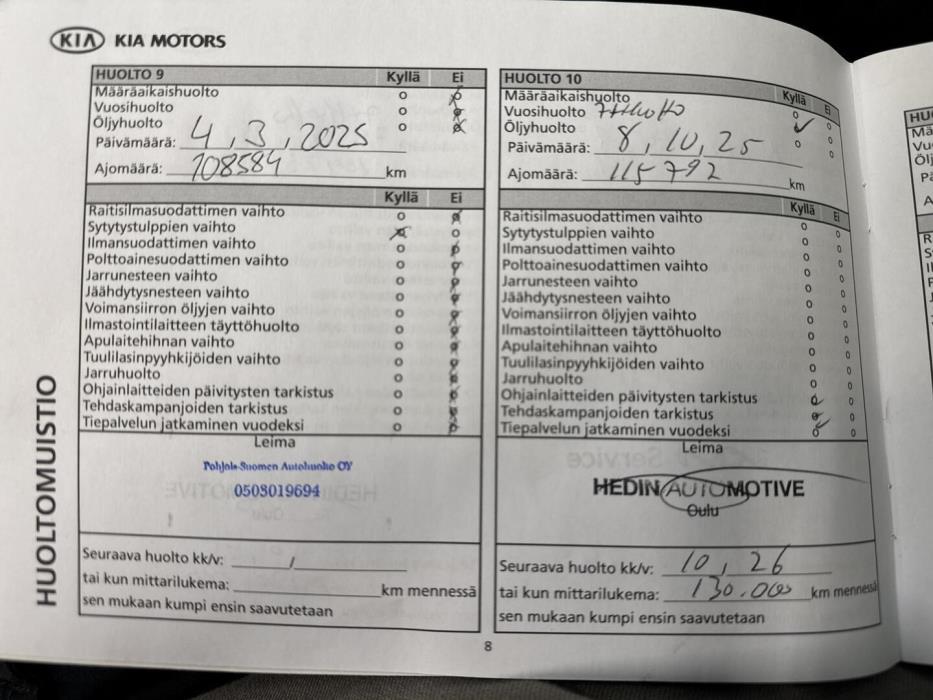 KIA KIA MOTORS
HUOLTO 9 Kyllä Ei
Määräaikaishuolto
Vuosihuolto
Öljyhuolto
Päivämäärä: 4, 3, 2025
Ajomäärä: 108584 km
Kyllä Ei
Raitisilmasuodattimen vaihto
Sytytystulppien vaihto
Ilmansuodattimen vaihto
Polttoainesuodattimen vaihto
Jarrunesteen vaihto
Jäähdytysnesteen vaihto
Voimansiirron öljyjen vaihto
Ilmastointilaitteen täyttöhuolto
Apulaitehihnan vaihto
Tuulilasinpyyhkijöiden vaihto
Jarruhuolto
Ohjainlaitteiden päivitysten tarkistus
Tehdaskampanjoiden tarkistus
Tiepalvelun jatkaminen vuodeksi
Leima
Pohjois-Suomen Autohuolto OY
0503019694
Seuraava huolto kk/v: /
tai kun mittarilukema: km mennessä
sen mukaan kumpi ensin saavutetaan
HUOLTO 10 Kyllä Ei
Määräaikaishuolto
Vuosihuolto
Öljyhuolto
Päivämäärä: 8, 10, 25
Ajomäärä: 115792 km
Kyllä Ei
Raitisilmasuodattimen vaihto
Sytytystulppien vaihto
Ilmansuodattimen vaihto
Polttoainesuodattimen vaihto
Jarrunesteen vaihto
Jäähdytysnesteen vaihto
Voimansiirron öljyjen vaihto
Ilmastointilaitteen täyttöhuolto
Apulaitehihnan vaihto
Tuulilasinpyyhkijöiden vaihto
Jarruhuolto
Ohjainlaitteiden päivitysten tarkistus
Tehdaskampanjoiden tarkistus
Tiepalvelun jatkaminen vuodeksi
Leima
HEDIN AUTOMOTIVE
Oulu
Seuraava huolto kk/v: 10, 26
tai kun mittarilukema: 130.000 km mennessä
sen mukaan kumpi ensin saavutetaan
HUOLTOMUISTIO
8